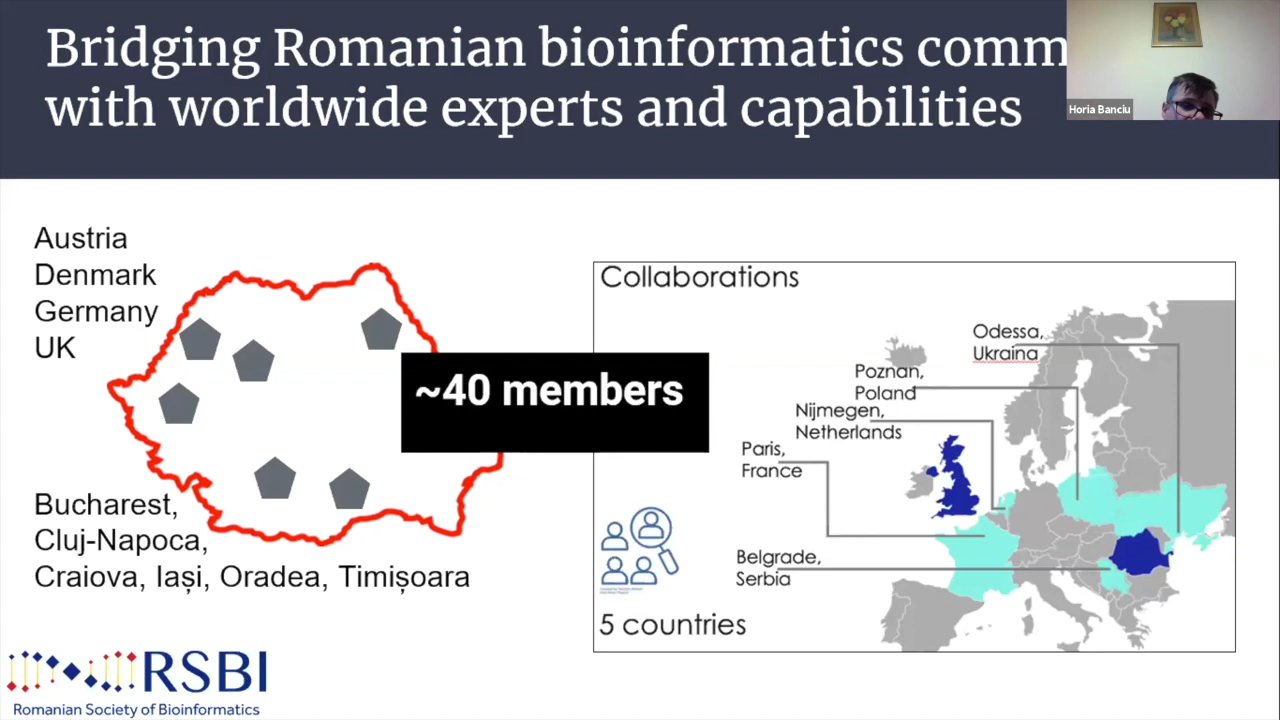 Bridging Romanian bioinformatics comm
with worldwide experts and capabilities
Horia Banciu
Austria
Denmark
Germany
UK
~40 members
Bucharest,
Cluj-Napoca,
Craiova, Iași, Oradea, Timișoara
RSBI
Romanian Society of Bioinformatics
Collaborations
Odessa,
Ukraina
Poznan,
Poland
Nijmegen,
Netherlands
Paris,
France
Belgrade,
Serbia
5 countries